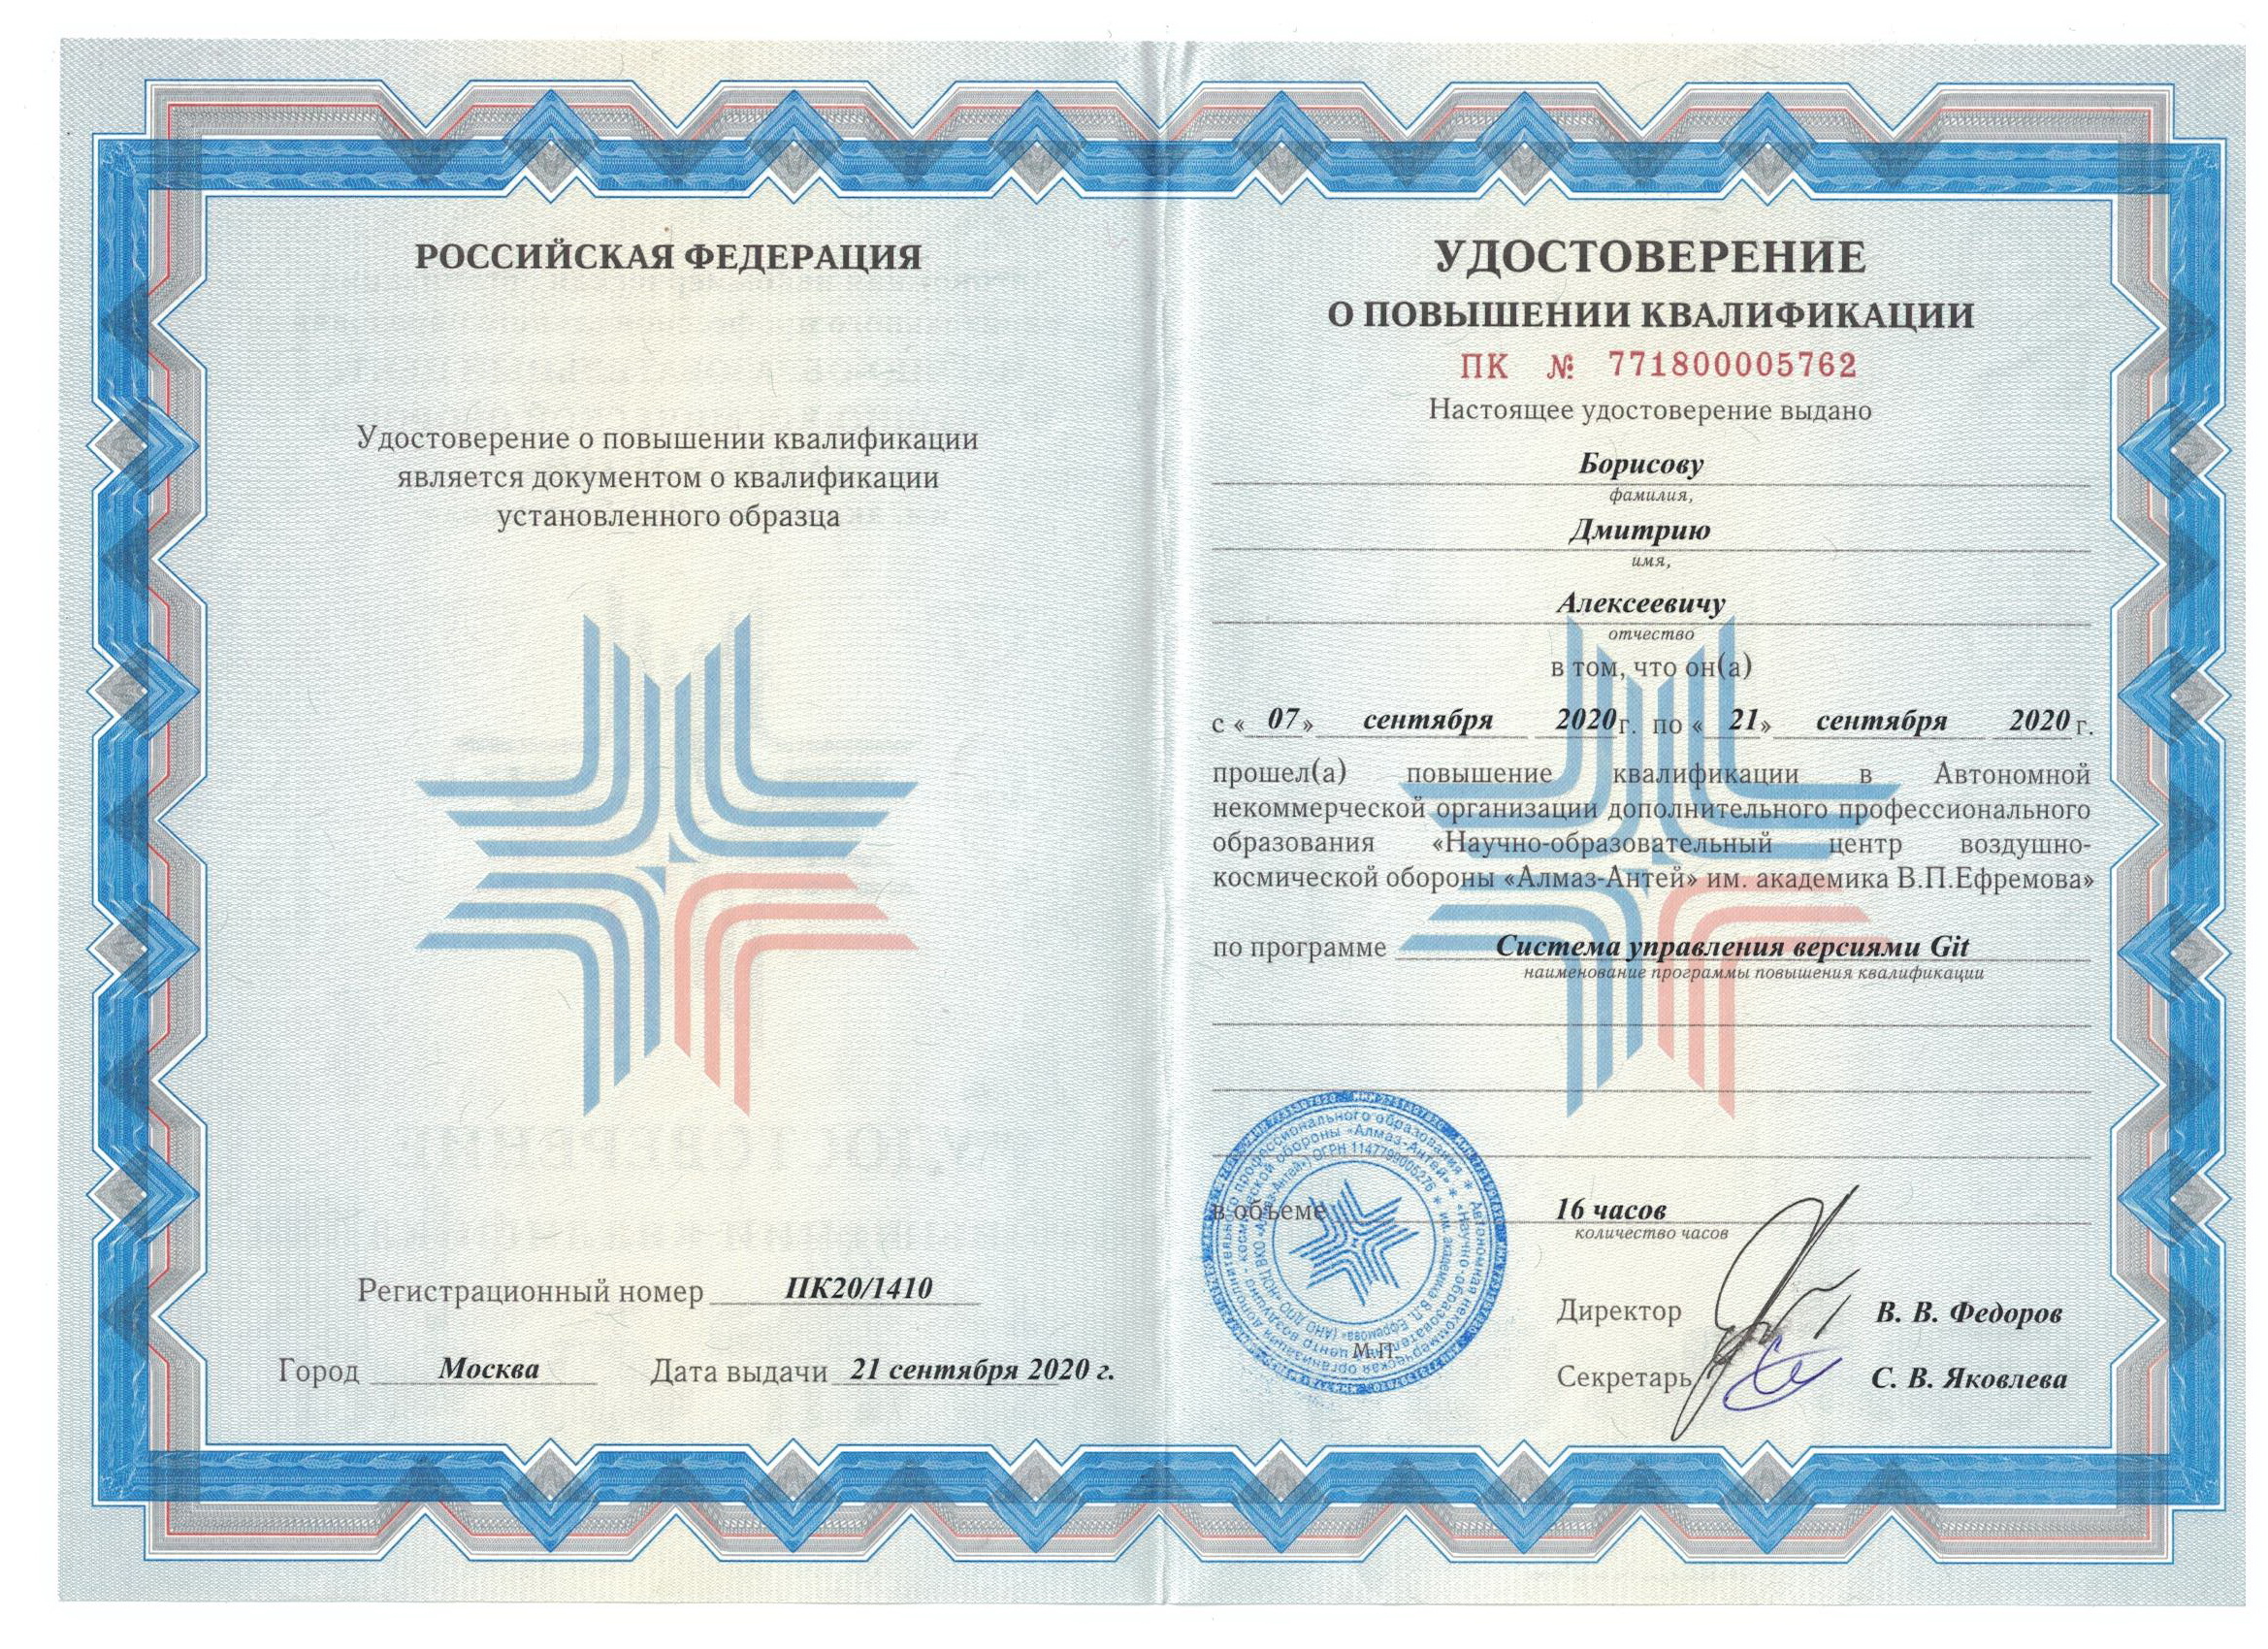 РОССИЙСКАЯ ФЕДЕРАЦИЯ
Удостоверение о повышении квалификации
является документом о квалификации
установленного образца
Регистрационный номер ПК20/1410
Город Москва Дата выдачи 21 сентября 2020 г.
УДОСТОВЕРЕНИЕ
О ПОВЫШЕНИИ КВАЛИФИКАЦИИ
ПК № 771800005762
Настоящее удостоверение выдано
Борисову
фамилия,
Дмитрию
имя,
Алексеевичу
отчество
в том, что он(а)
с « 07 » сентября 2020 г. по « 21 » сентября 2020 г.
прошел(а) повышение квалификации в Автономной
некоммерческой организации дополнительного профессионального
образования «Научно-образовательный центр воздушно-
космической обороны «Алмаз-Антей» им. академика В.П.Ефремова»
по программе Система управления версиями Git
наименование программы повышения квалификации
в объеме 16 часов
количество часов
Директор В. В. Федоров
Секретарь С. В. Яковлева
М.П.
Автономная некоммерческая организация дополнительного профессионального образования *
«Научно-образовательный центр воздушно - космической обороны «Алмаз-Антей» *
им. академика В.П. Ефремова» (АНО ДПО «НОЦ ВКО «Алмаз-Антей») ОГРН 1147799005276 *